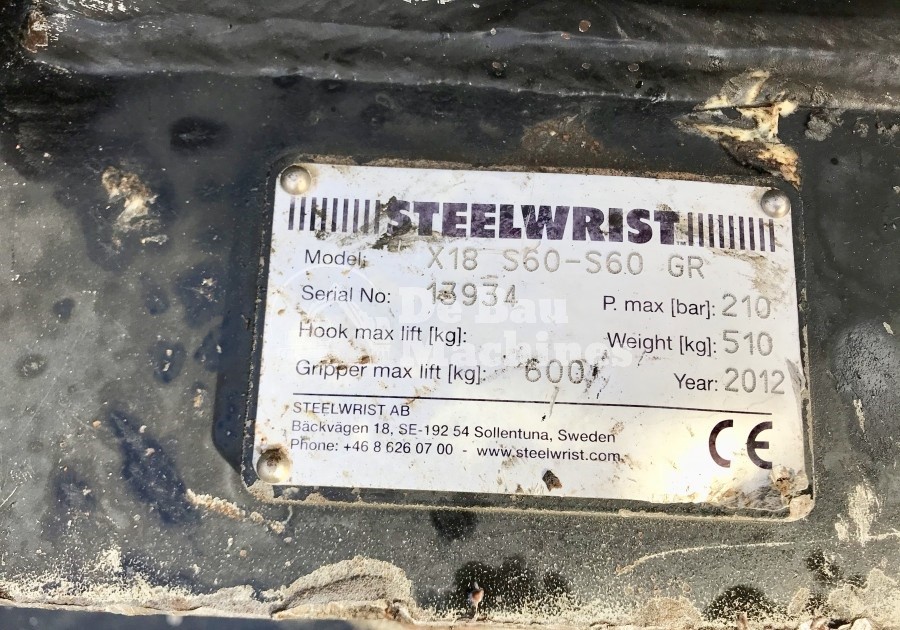 STEELWRIST
Model: X18 S60-S60 GR
Serial No: 13934 P. max [bar]: 210
Hook max lift [kg]: Weight [kg]: 510
Gripper max lift [kg]: 600 Year: 2012
STEELWRIST AB
Bäckvägen 18, SE-192 54 Sollentuna, Sweden
Phone: +46 8 626 07 00 - www.steelwrist.com
CE
De Bau
Machines